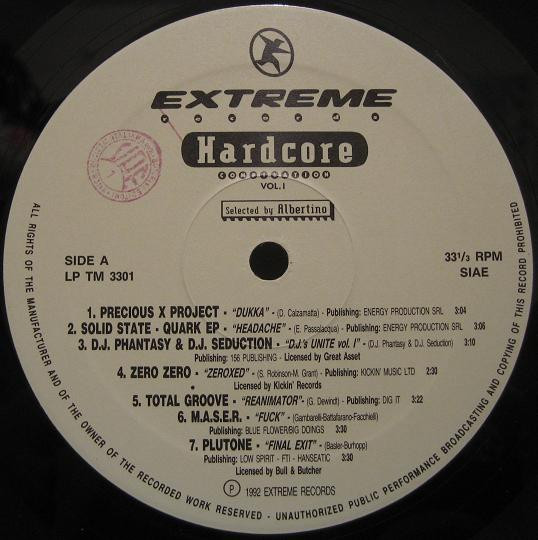 EXTREME
records
Hardcore
COMPILATION
VOL. I
Selected by Albertino
SIDE A
LP TM 3301
33 1/3 RPM
SIAE
1. PRECIOUS X PROJECT - "DUKKA" - (D. Calzamatta) - Publishing: ENERGY PRODUCTION SRL 3:04
2. SOLID STATE - QUARK EP - "HEADACHE" - (E. Passalacqua) - Publishing: ENERGY PRODUCTION SRL 3:06
3. D.J. PHANTASY & D.J. SEDUCTION - "D.J.'s UNITE vol. I" - (D.J. Phantasy & D.J. Seduction) 3:10
Publishing: 156 PUBLISHING - Licensed by Great Asset
4. ZERO ZERO - "ZEROXED" - (S. Robinson-M. Grant) - Publishing: KICKIN' MUSIC LTD 2:30
Licensed by Kickin' Records
5. TOTAL GROOVE - "REANIMATOR" - (G. Dewindt) - Publishing: DIG IT 3:22
6. M.A.S.E.R. - "FUCK" - (Gambarelli-Battafarano-Facchielli)
Publishing: BLUE FLOWER/BIG DOINGS 3:30
7. PLUTONE - "FINAL EXIT" - (Basler-Burhopp)
Publishing: LOW SPIRIT - FTI - HANSEATIC 3:30
Licensed by Bull & Butcher
Ⓟ 1992 EXTREME RECORDS
ALL RIGHTS OF THE MANUFACTURER AND OF THE OWNER OF THE RECORDED WORK RESERVED - UNAUTHORIZED PUBLIC PERFORMANCE BROADCASTING AND COPYING OF THIS RECORD PROHIBITED